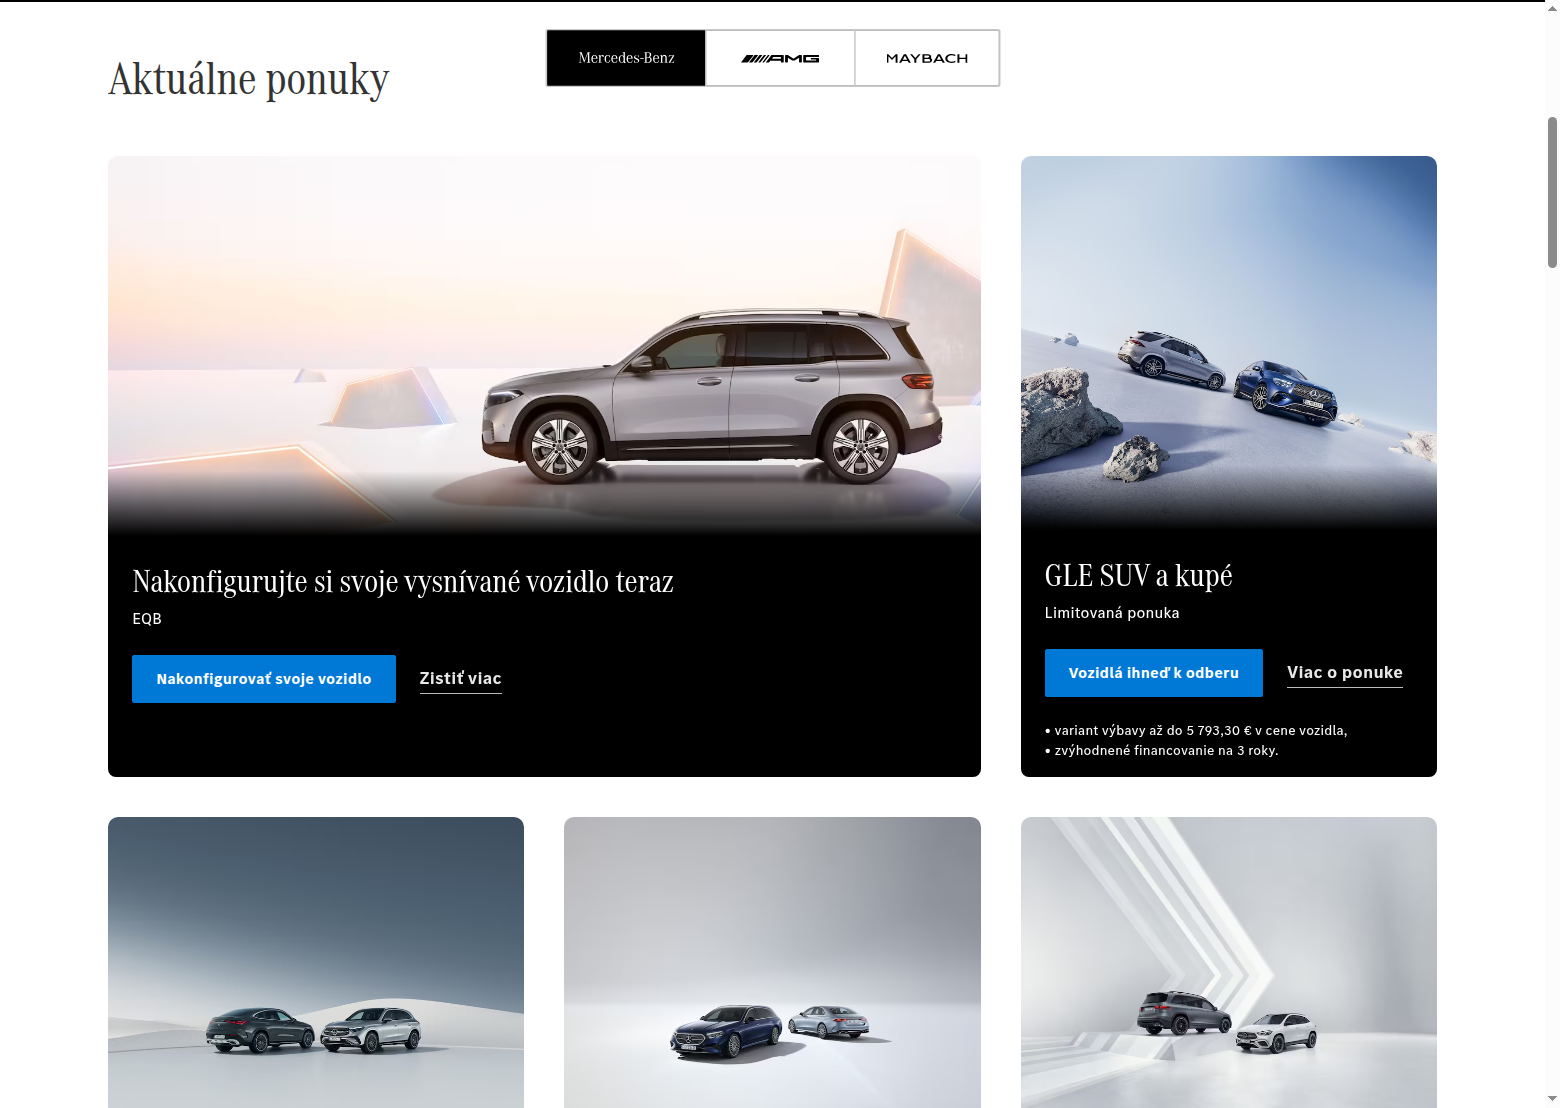 Aktuálne ponuky
Mercedes-Benz
AMG
MAYBACH
Nakonfigurujte si svoje vysnívané vozidlo teraz
EQB
Nakonfigurovať svoje vozidlo
Zistiť viac
GLE SUV a kupé
Limitovaná ponuka
Vozidlá ihneď k odberu
Viac o ponuke
• variant výbavy až do 5 793,30 € v cene vozidla,
• zvýhodnené financovanie na 3 roky.